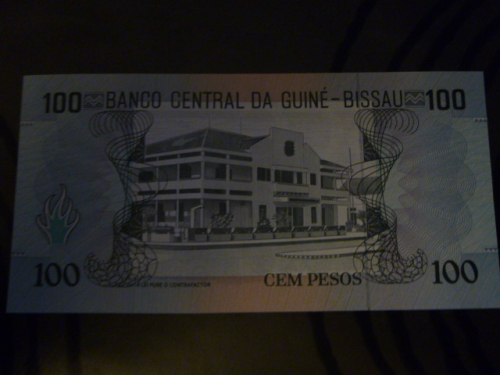 100 BANCO CENTRAL DA GUINÉ-BISSAU 100
100 CEM PESOS 100